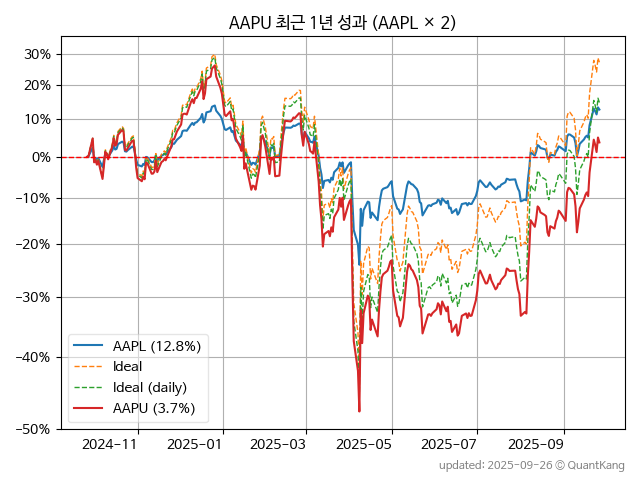 AAPU 최근 1년 성과 (AAPL × 2)
30%
20%
10%
0%
−10%
−20%
−30%
−40%
−50%
AAPL (12.8%)
Ideal
Ideal (daily)
AAPU (3.7%)
2024−11
2025−01
2025−03
2025−05
2025−07
2025−09
updated: 2025-09-26 © QuantKang